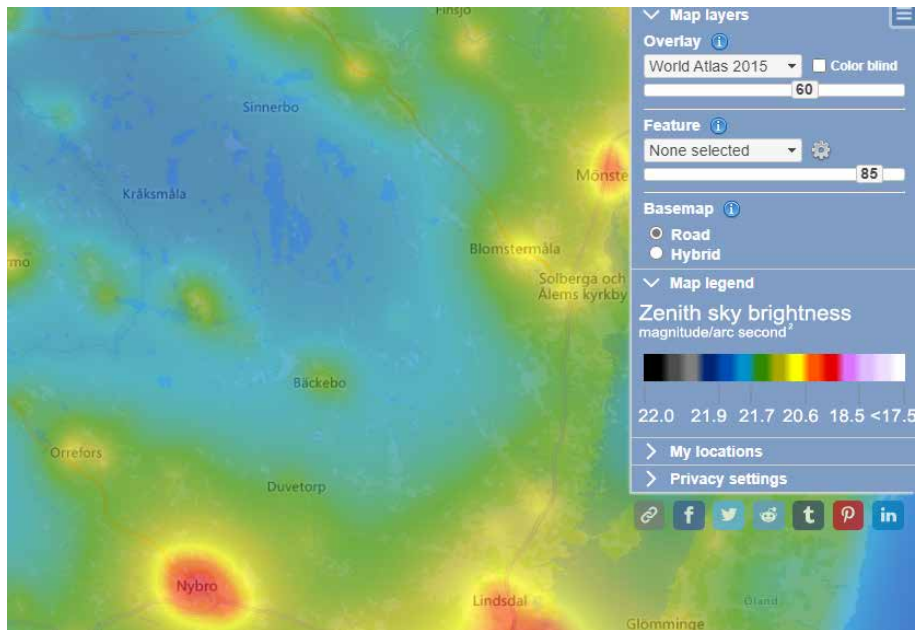 Finsjö
Sinnerbo
Kråksmåla
Mönste
Blomstermåla
Solberga och
Ålems kyrkby
rmo
Bäckebo
Orrefors
Duvetorp
Nybro
Lindsdal
Öland
Glömminge
Map layers
Overlay i
World Atlas 2015 Color blind
60
Feature i
None selected
85
Basemap i
Road
Hybrid
Map legend
Zenith sky brightness
magnitude/arc second²
22.0 21.9 21.7 20.6 18.5 <17.5
My locations
Privacy settings
f t p in